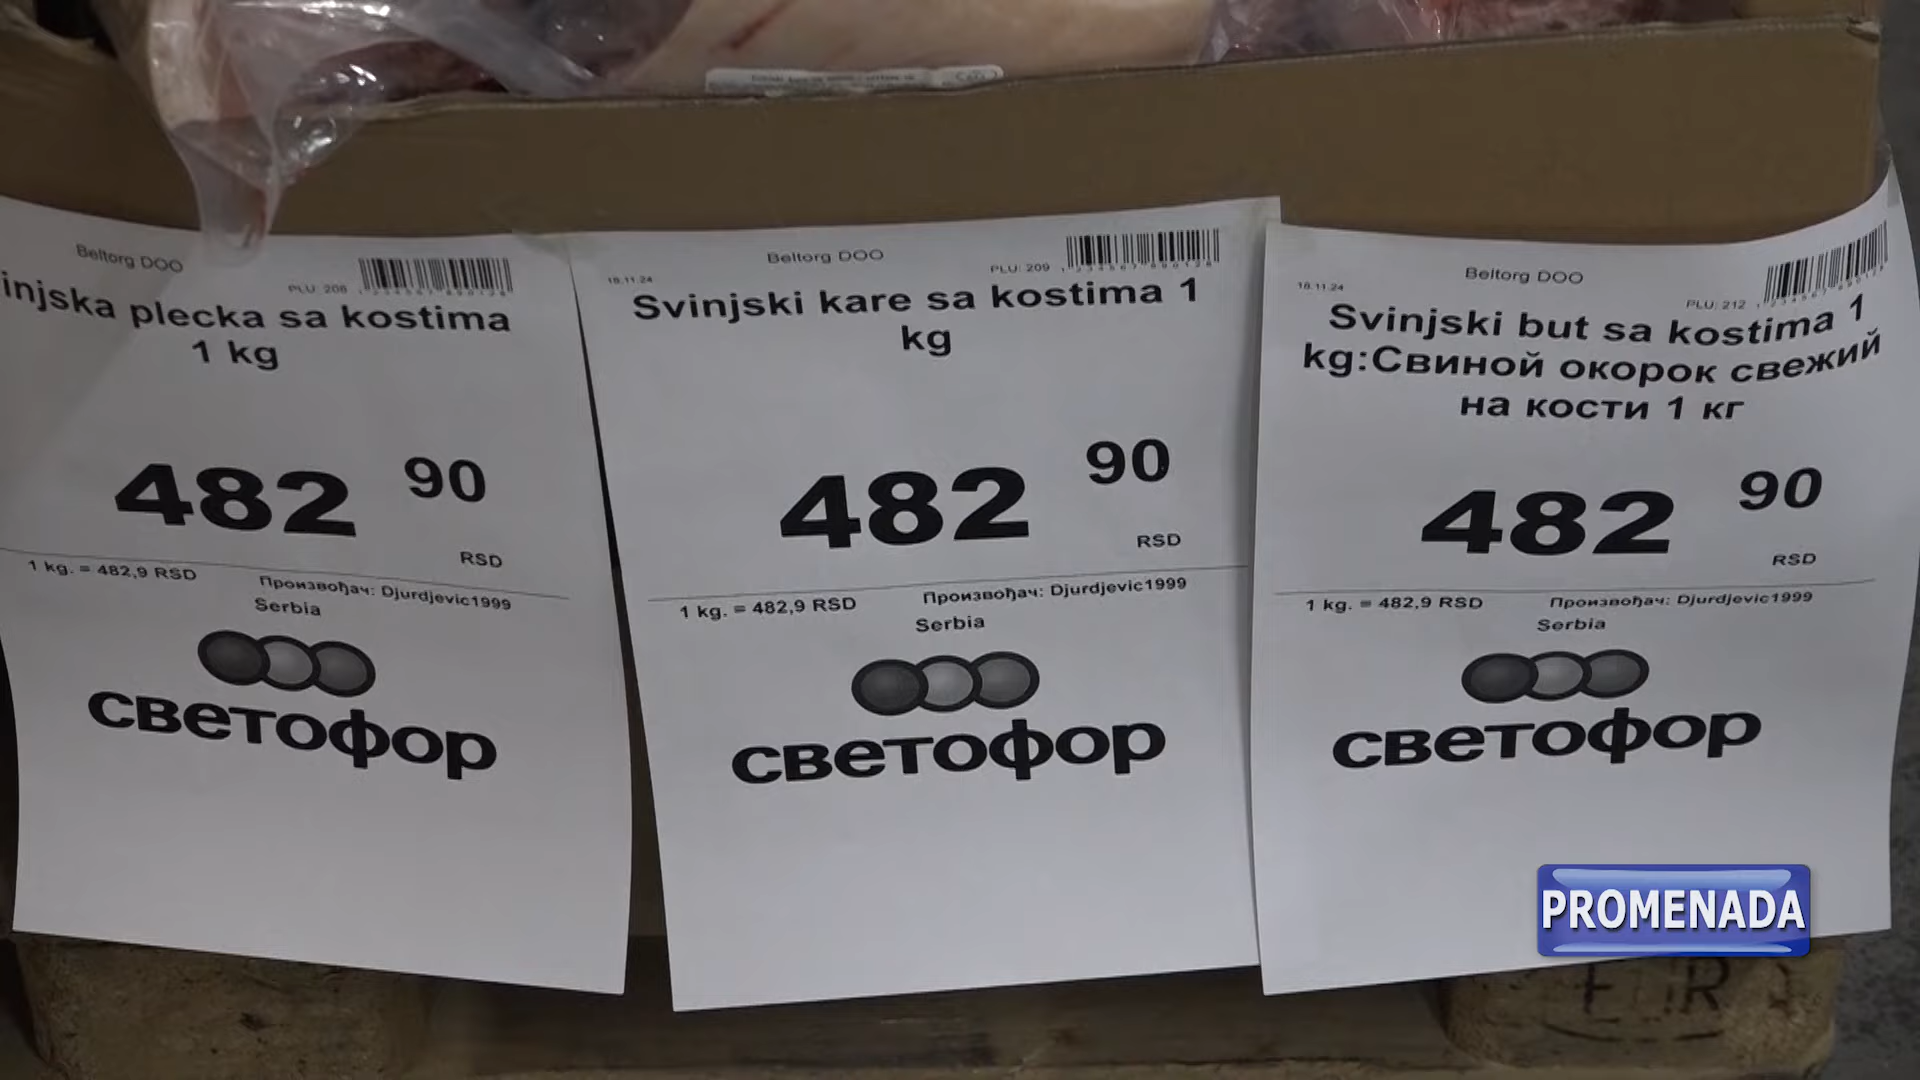 Beltorg DOO
PLU: 208
injska plecka sa kostima
1 kg
482 90
RSD
1 kg. = 482,9 RSD
Произвођач: Djurdjevic1999
Serbia
светофор
Beltorg DOO
18.11.24
PLU: 209
1234567890128
Svinjski kare sa kostima 1
kg
482 90
RSD
1 kg. = 482,9 RSD
Произвођач: Djurdjevic1999
Serbia
светофор
Beltorg DOO
18.11.24
PLU: 212
Svinjski but sa kostima 1
kg:Свиной окорок свежий
на кости 1 кг
482 90
RSD
1 kg. = 482,9 RSD
Произвођач: Djurdjevic1999
Serbia
светофор
PROMENADA